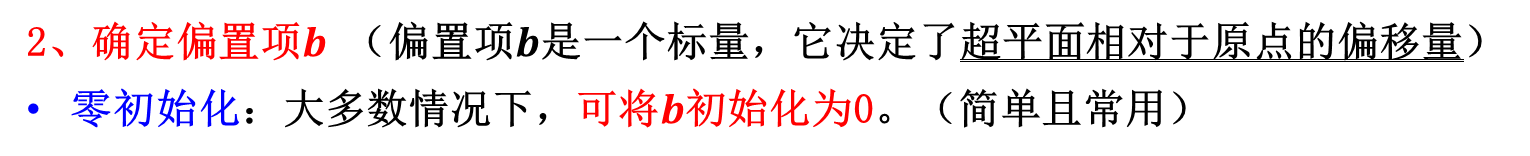 2、确定偏置项b （偏置项b是一个标量，它决定了超平面相对于原点的偏移量）
• 零初始化：大多数情况下，可将b初始化为0。（简单且常用）